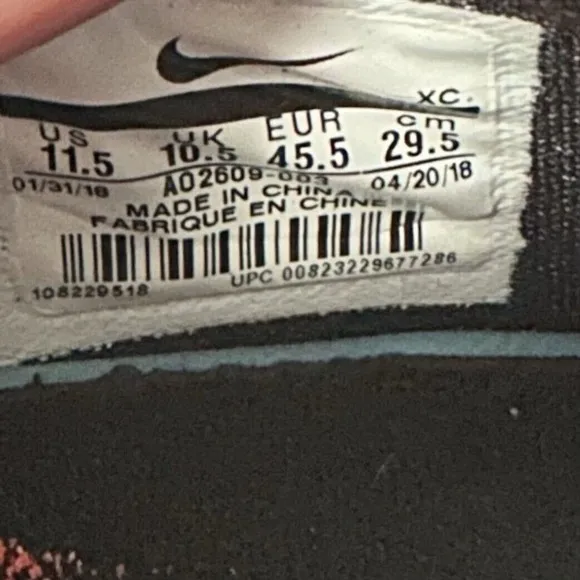 XC.
US UK EUR cm
11.5 10.5 45.5 29.5
01/31/18 AO2609-003 04/20/18
MADE IN CHINA
FABRIQUE EN CHINE
108229518 UPC 00823229677286